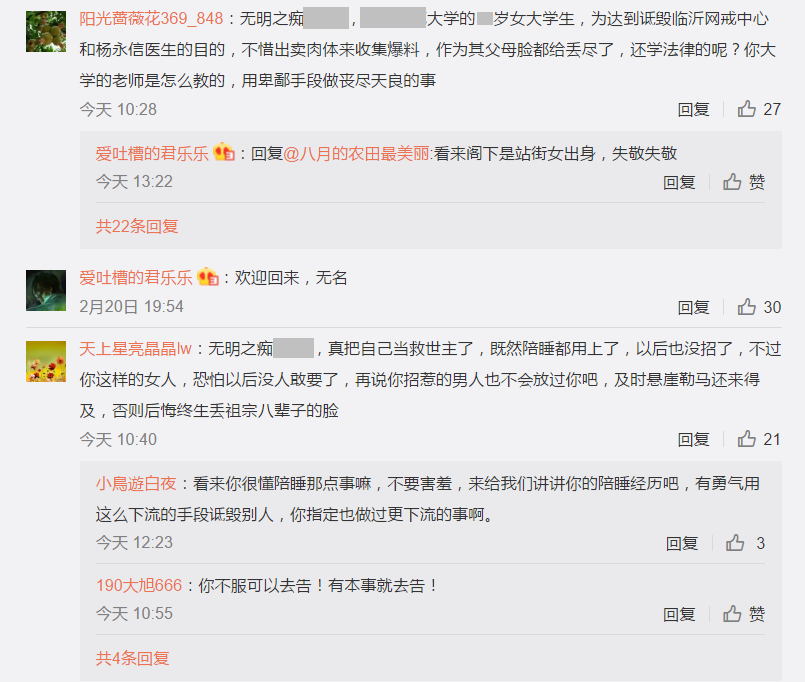 阳光蔷薇花369_848：无明之痴，大学的岁女大学生，为达到诋毁临沂网戒中心
和杨永信医生的目的，不惜出卖肉体来收集爆料，作为其父母脸都给丢尽了，还学法律的呢？你大
学的老师是怎么教的，用卑鄙手段做丧尽天良的事
今天 10:28 回复 27
爱吐槽的君乐乐：回复@八月的农田最美丽:看来阁下是站街女出身，失敬失敬
今天 13:22 回复 赞
共22条回复
爱吐槽的君乐乐：欢迎回来，无名
2月20日 19:54 回复 30
天上星亮晶晶lw：无明之痴，真把自己当救世主了，既然陪睡都用上了，以后也没招了，不过
你这样的女人，恐怕以后没人敢要了，再说你招惹的男人也不会放过你吧，及时悬崖勒马还来得
及，否则后悔终生丢祖宗八辈子的脸
今天 10:40 回复 21
小鳥遊白夜：看来你很懂陪睡那点事嘛，不要害羞，来给我们讲讲你的陪睡经历吧，有勇气用
这么下流的手段诋毁别人，你指定也做过更下流的事啊。
今天 12:23 回复 3
190大旭666：你不服可以去告！有本事就去告！
今天 10:55 回复 赞
共4条回复